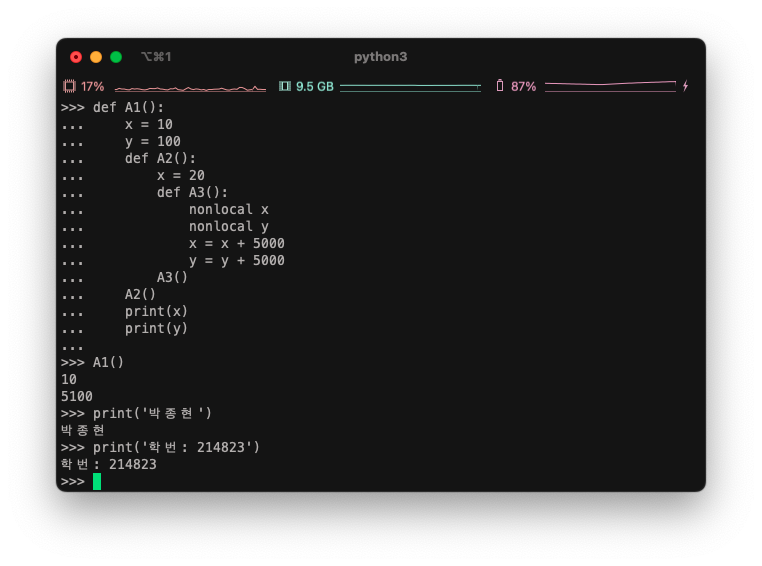 ⌥⌘1 python3
17% 9.5 GB 87%
>>> def A1():
...     x = 10
...     y = 100
...     def A2():
...         x = 20
...         def A3():
...             nonlocal x
...             nonlocal y
...             x = x + 5000
...             y = y + 5000
...         A3()
...     A2()
...     print(x)
...     print(y)
...
>>> A1()
10
5100
>>> print('박종현')
박종현
>>> print('학번: 214823')
학번: 214823
>>>